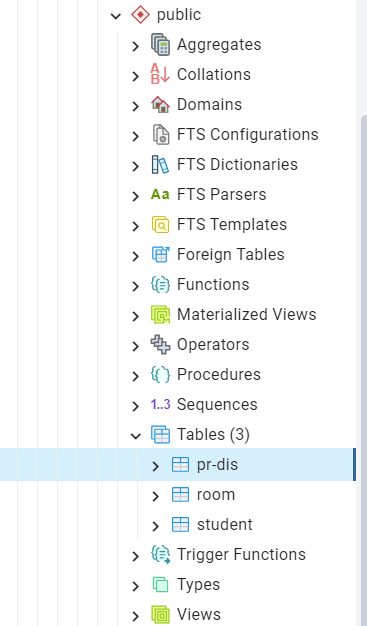 public
Aggregates
Collations
Domains
FTS Configurations
FTS Dictionaries
Aa FTS Parsers
FTS Templates
Foreign Tables
Functions
Materialized Views
Operators
Procedures
1..3 Sequences
Tables (3)
pr-dis
room
student
Trigger Functions
Types
Views